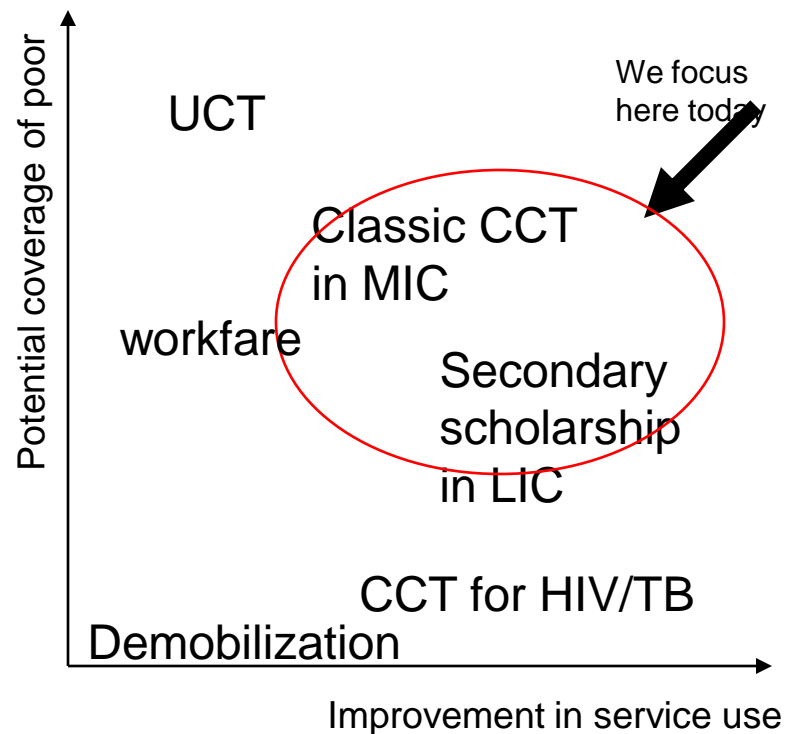 Potential coverage of poor
We focus
here today
UCT
Classic CCT
in MIC
workfare
Secondary
scholarship
in LIC
CCT for HIV/TB
Demobilization
Improvement in service use